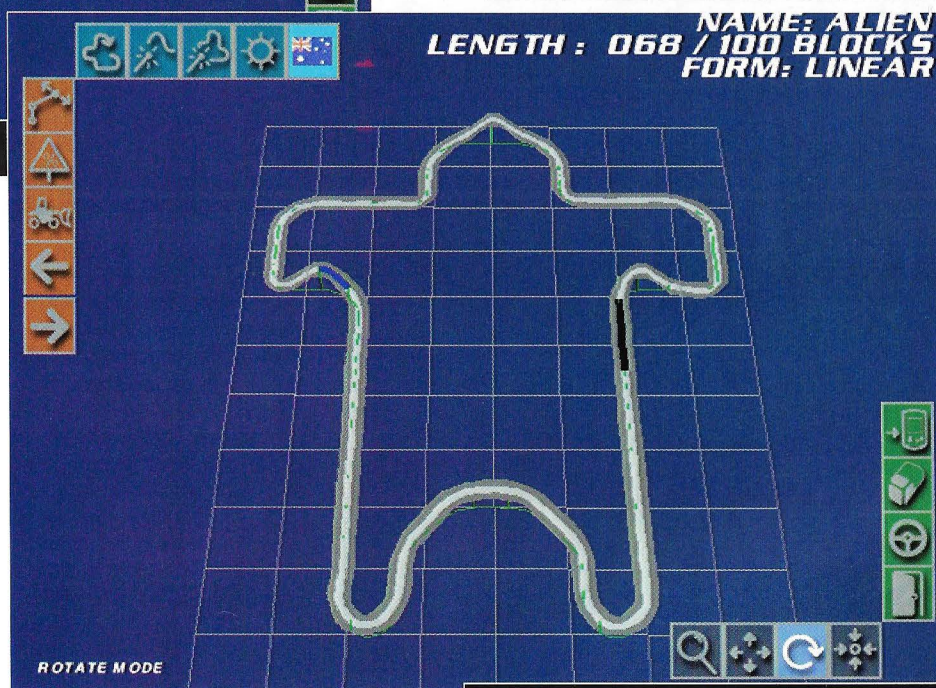 NAME: ALIEN
LENGTH : 068 / 100 BLOCKS
FORM: LINEAR
ROTATE MODE